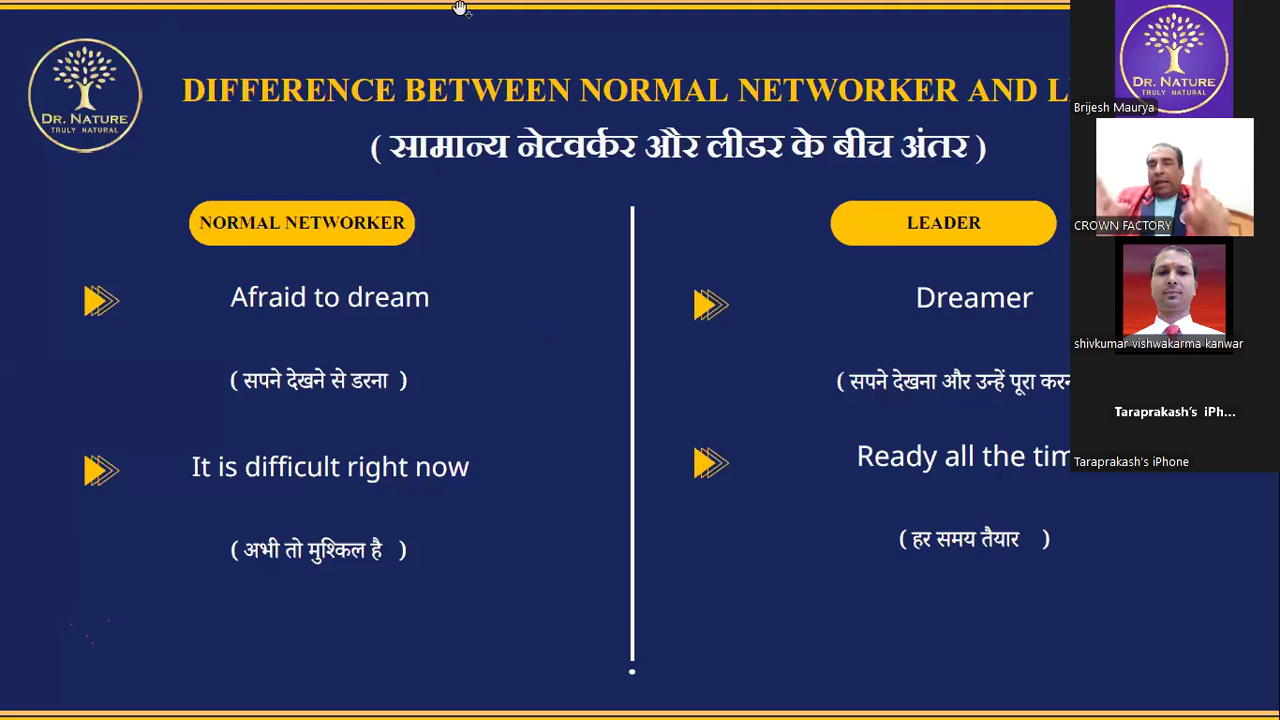 DR. NATURE
TRULY NATURAL
DIFFERENCE BETWEEN NORMAL NETWORKER AND L
( सामान्य नेटवर्कर और लीडर के बीच अंतर )
NORMAL NETWORKER
LEADER
Afraid to dream
Dreamer
( सपने देखने से डरना )
( सपने देखना और उन्हें पूरा करन
It is difficult right now
Ready all the tim
( अभी तो मुश्किल है )
( हर समय तैयार )
DR. NATURE
TRULY NATURAL
Brijesh Maurya
CROWN FACTORY
shivkumar vishwakarma kanwar
Taraprakash's iPh...
Taraprakash's iPhone